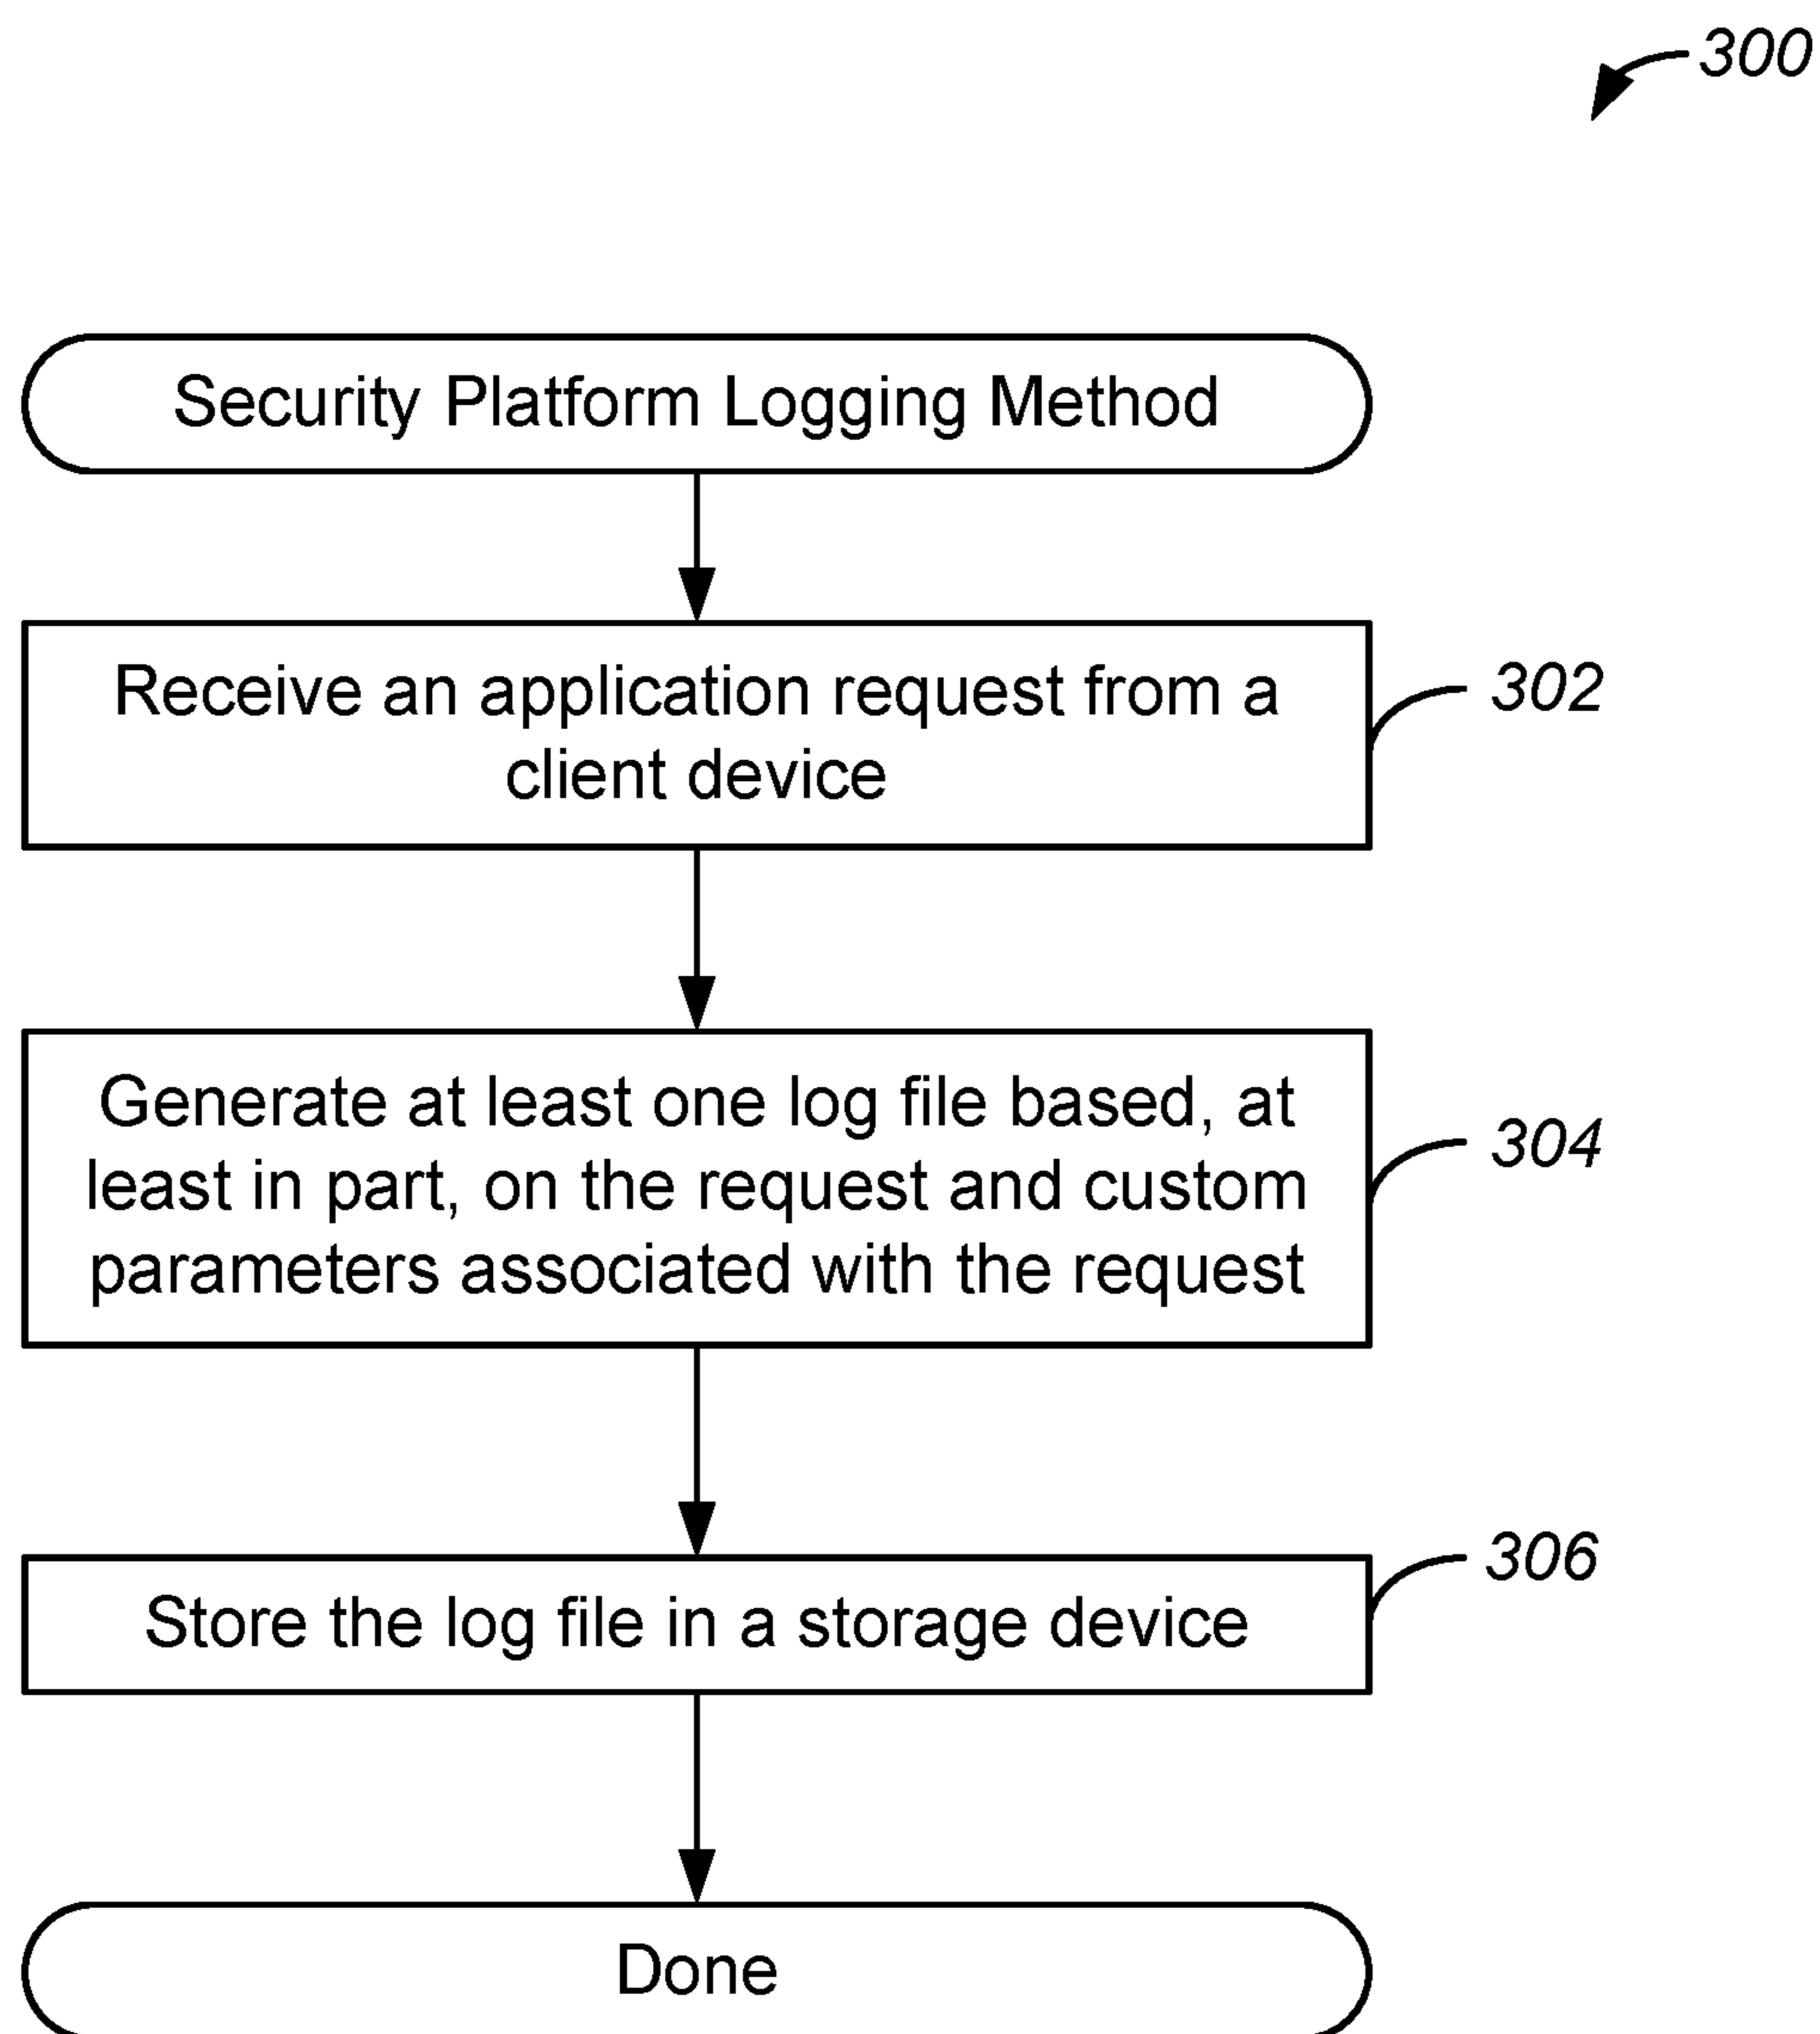 300
Security Platform Logging Method
Receive an application request from a
client device
302
Generate at least one log file based, at
least in part, on the request and custom
parameters associated with the request
304
Store the log file in a storage device
306
Done